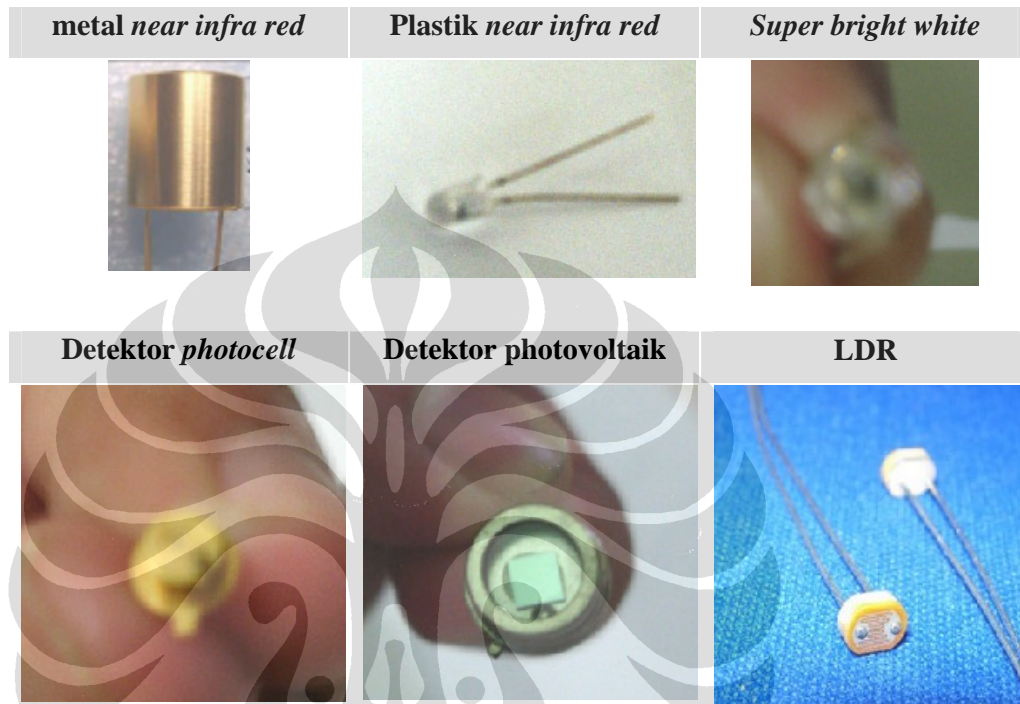 metal near infra red
Plastik near infra red
Super bright white
Detektor photocell
Detektor photovoltaik
LDR